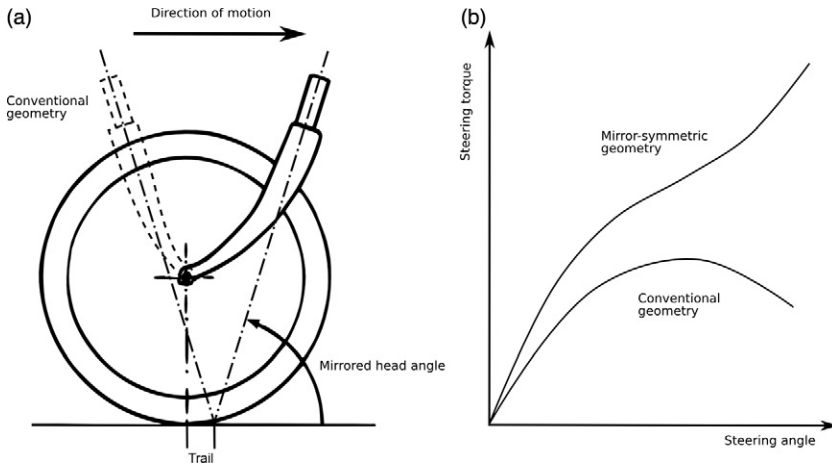 (a)
Direction of motion
Conventional
geometry
Mirrored head angle
Trail
(b)
Steering torque
Mirror-symmetric
geometry
Conventional
geometry
Steering angle